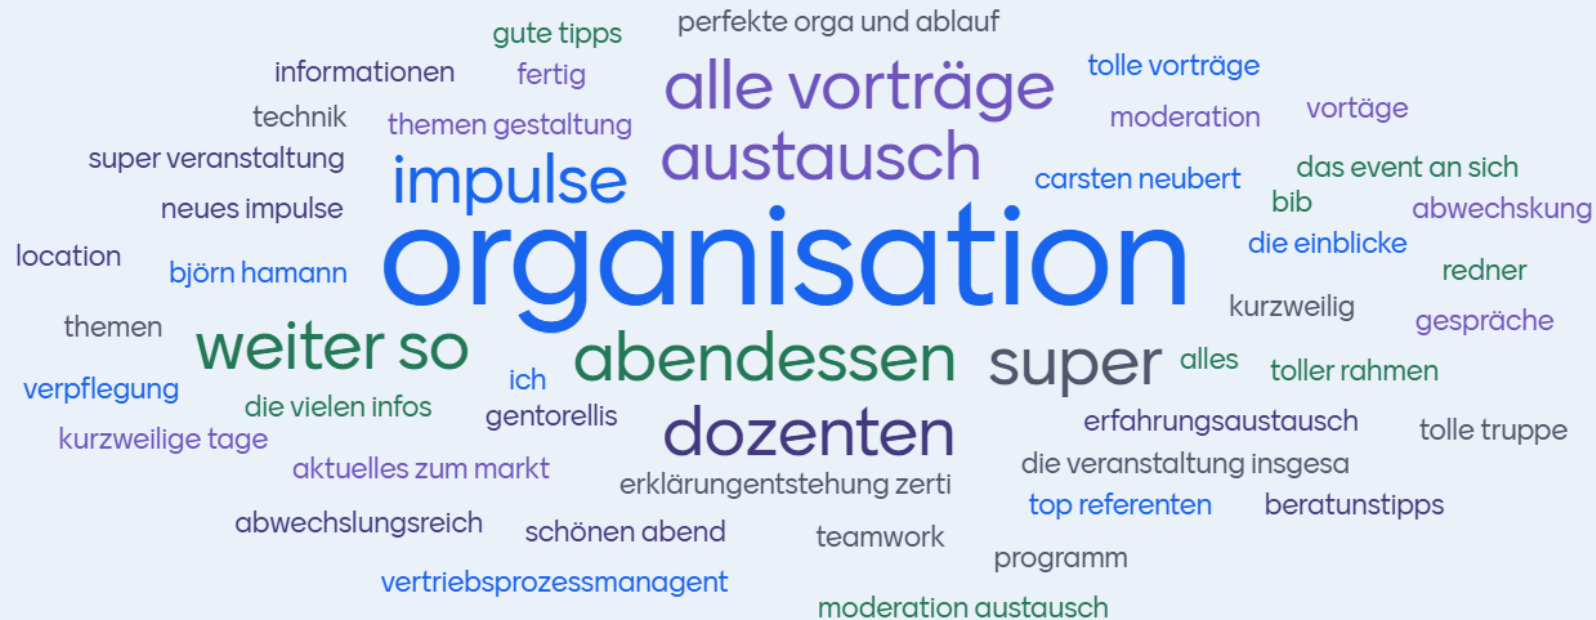 perfekte orga und ablauf
gute tipps
informationen
fertig
alle vorträge
tolle vorträge
technik
themen gestaltung
moderation
vortäge
super veranstaltung
impulse
austausch
carsten neubert
das event an sich
neues impulse
bib
abwechskung
location
björn hamann
organisation
die einblicke
redner
themen
kurzweilig
gespräche
weiter so
abendessen
super
alles
toller rahmen
verpflegung
ich
die vielen infos
gentorellis
dozenten
erfahrungsaustausch
tolle truppe
kurzweilige tage
aktuelles zum markt
erklärungentstehung zerti
die veranstaltung insgesa
top referenten
beratunstipps
abwechslungsreich
schönen abend
teamwork
programm
vertriebsprozessmanagent
moderation austausch